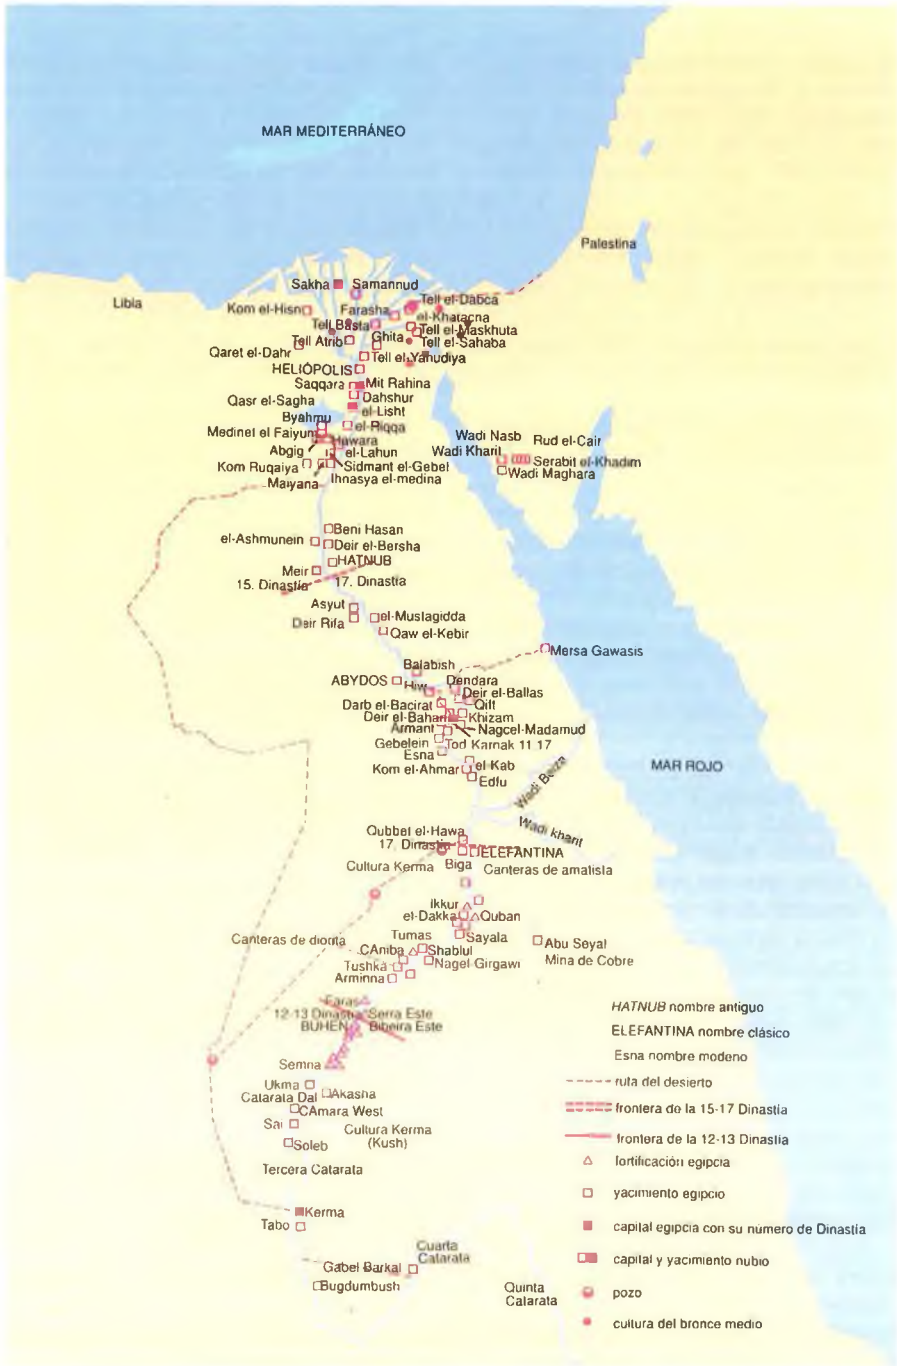 MAR MEDITERRÁNEO
Palestina
Libia
Sakha
Samannud
Tell el-Dabca
Kom el-Hisn
Farasha
el-Khatacna
Tell Basta
Tell el-Maskhuta
Tell Atrib
Ghita
Tell el-Sahaba
Qaret el-Dahr
Tell el-Yahudiya
HELIÓPOLIS
Saqqara
Mit Rahina
Dahshur
Qasr el-Sagha
el-Lisht
Byahmu
el-Riqqa
Medinet el Faiyum
Hawara
Wadi Nasb
Rud el-Cair
Abgig
el-Lahun
Wadi Kharit
Serabit el-Khadim
Kom Ruqaiya
Sidmant el-Gebel
Wadi Maghara
Maiyana
Ihnasya el-medina
Beni Hasan
el-Ashmunein
Deir el-Bersha
HATNUB
Meir
15. Dinastía
17. Dinastía
Asyut
el-Mustagidda
Deir Rifa
Qaw el-Kebir
Mersa Gawasis
Balabish
ABYDOS
Hiw
Dendara
Deir el-Ballas
Darb el-Bacirat
Qift
Deir el-Bahari
Khizam
Armant
Nagcel-Madamud
Gebelein
Tod Karnak 11 17
Esna
el Kab
Kom el-Ahmar
Edfu
MAR ROJO
Wadi Beiza
Wadi kharit
Qubbel el-Hawa
17. Dinastía
ELEFANTINA
Cultura Kerma
Biga
Canteras de amatista
ikkur
el-Dakka
Quban
Tumas
Sayala
Canteras de diorita
Abu Seyal
CAniba
Shablul
Mina de Cobre
Tushka
Nagel Girgawi
Arminna
Faras
12-13 Dinastía
Serra Este
BUHEN
Bibeira Este
Semna
Ukma
Catarata Dal
Akasha
CAmara West
Sai
Cultura Kerma
(Kush)
Soleb
Tercera Catarata
Kerma
Tabo
Cuarta
Catarata
Gabel Barkal
Bugdumbush
Quinta
Catarata
HATNUB nombre antiguo
ELEFANTINA nombre clásico
Esna nombre modeno
ruta del desierto
frontera de la 15-17 Dinastía
frontera de la 12-13 Dinastía
fortificación egipcia
yacimiento egipcio
capital egipcia con su número de Dinastía
capital y yacimiento nubio
pozo
cultura del bronce medio